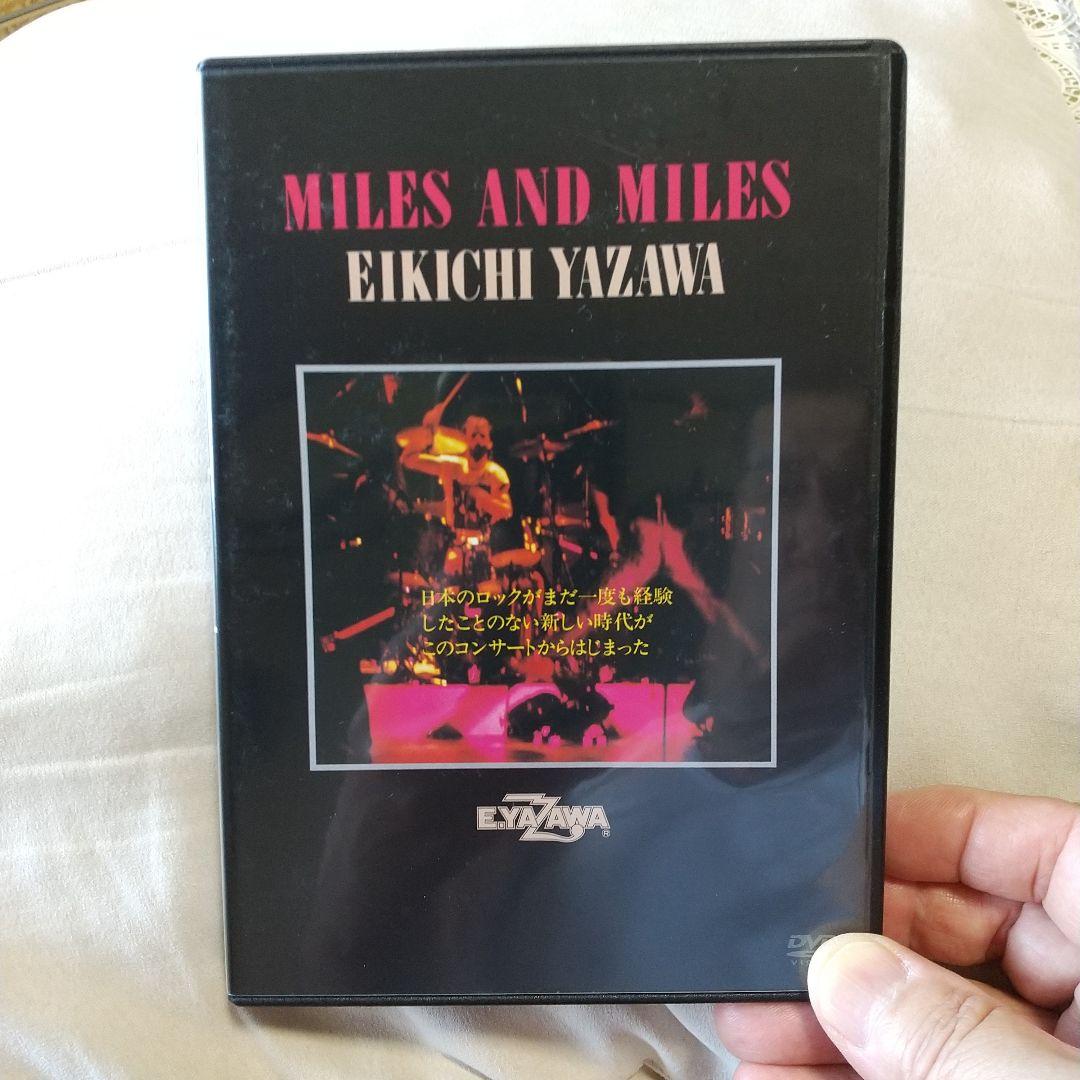 MILES AND MILES
EIKICHI YAZAWA
日本のロックがまだ一度も経験
したことのない新しい時代が
このコンサートからはじまった
E.YAZAWA
®